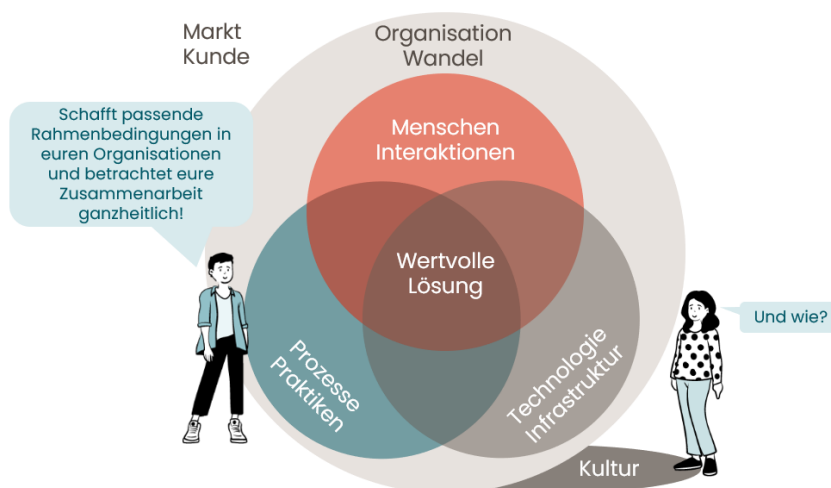 Markt
Kunde
Organisation
Wandel
Schafft passende
Rahmenbedingungen in
euren Organisationen
und betrachtet eure
Zusammenarbeit
ganzheitlich!
Menschen
Interaktionen
Wertvolle
Lösung
Und wie?
Prozesse
Praktiken
Technologie
Infrastruktur
Kultur